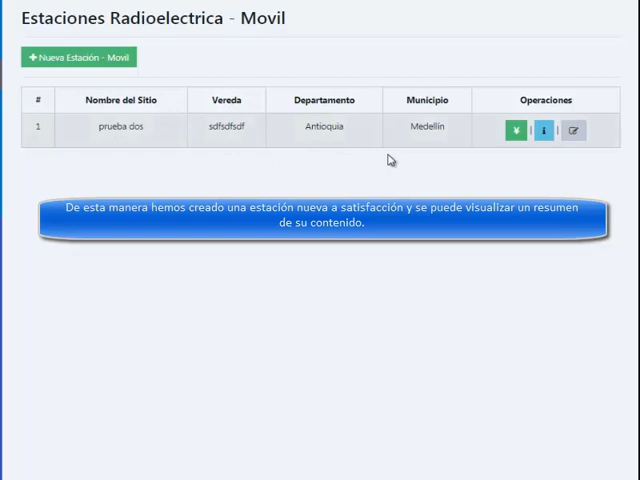 Estaciones Radioelectrica - Movil
+ Nueva Estación - Movil
# Nombre del Sitio Vereda Departamento Municipio Operaciones
1 prueba dos sdfsdfsdf Antioquia Medellín ¥ | i |
De esta manera hemos creado una estación nueva a satisfacción y se puede visualizar un resumen
de su contenido.